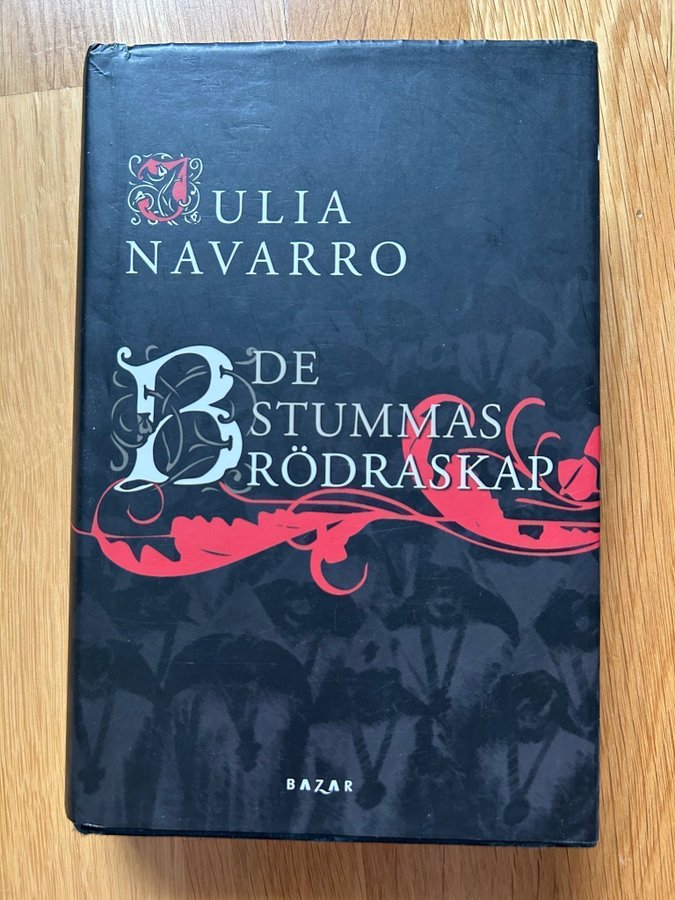 JULIA
NAVARRO
DE
STUMMAS
BRÖDRASKAP
BAZAR